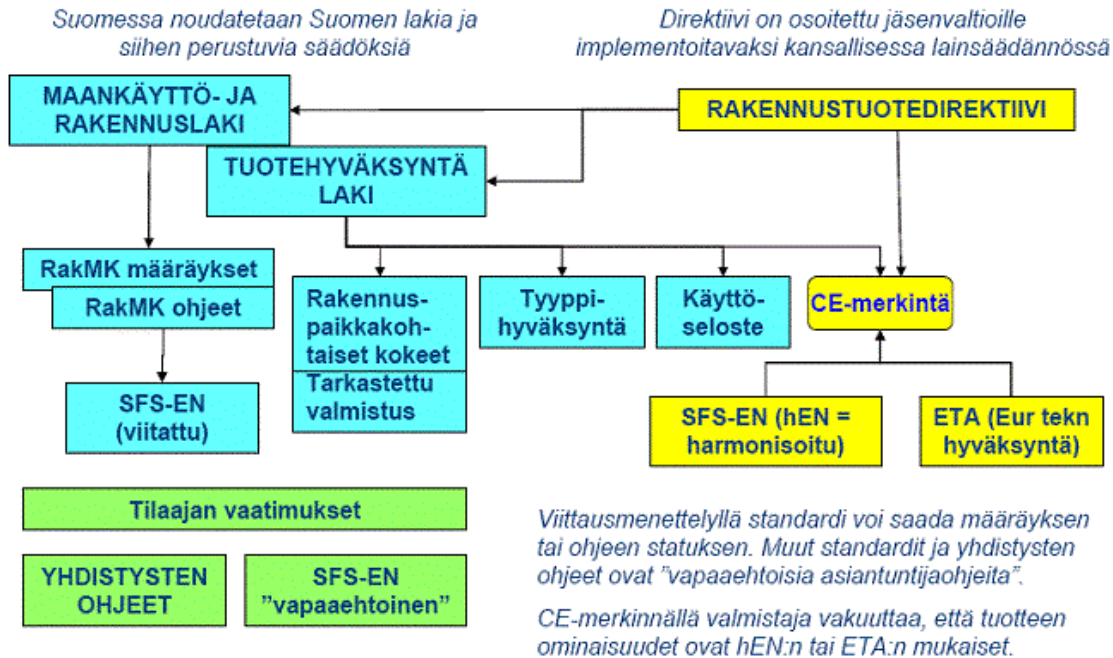 Suomessa noudatetaan Suomen lakia ja
siihen perustuvia säädöksiä
Direktiivi on osoitettu jäsenvaltioille
implementoitavaksi kansallisessa lainsäädännössä
MAANKÄYTTÖ- JA
RAKENNUSLAKI
RAKENNUSTUOTEDIREKTIIVI
TUOTEHYVÄKSYNTÄ
LAKI
RakMK määräykset
RakMK ohjeet
Rakennus-
paikkakoh-
taiset kokeet
Tarkastettu
valmistus
Tyyppi-
hyväksyntä
Käyttö-
seloste
CE-merkintä
SFS-EN
(viitattu)
SFS-EN (hEN =
harmonisoitu)
ETA (Eur tekn
hyväksyntä)
Tilaajan vaatimukset
YHDISTYSTEN
OHJEET
SFS-EN
"vapaaehtoinen"
Viittausmenettelyllä standardi voi saada määräyksen
tai ohjeen statuksen. Muut standardit ja yhdistysten
ohjeet ovat "vapaaehtoisia asiantuntijaohjeita".
CE-merkinnällä valmistaja vakuuttaa, että tuotteen
ominaisuudet ovat hEN:n tai ETA:n mukaiset.